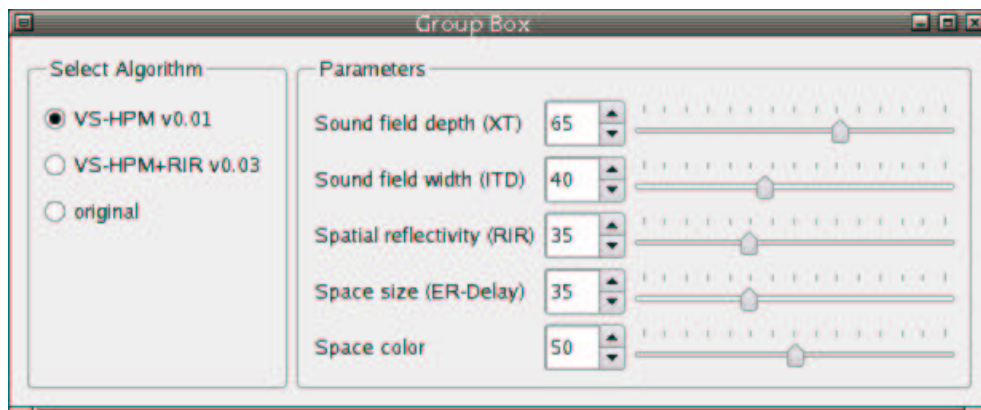 Group Box
Select Algorithm
VS-HPM v0.01
VS-HPM+RIR v0.03
original
Parameters
Sound field depth (XT) 65
Sound field width (ITD) 40
Spatial reflectivity (RIR) 35
Space size (ER-Delay) 35
Space color 50